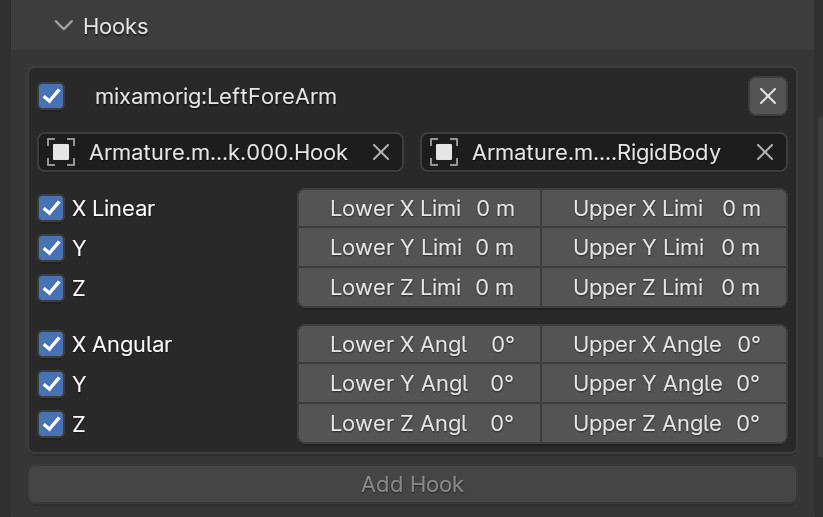 Hooks
mixamorig:LeftForeArm
Armature.m...k.000.Hook Armature.m....RigidBody
X Linear Lower X Limi 0 m Upper X Limi 0 m
Y Lower Y Limi 0 m Upper Y Limi 0 m
Z Lower Z Limi 0 m Upper Z Limi 0 m
X Angular Lower X Angl 0° Upper X Angle 0°
Y Lower Y Angl 0° Upper Y Angle 0°
Z Lower Z Angl 0° Upper Z Angle 0°
Add Hook